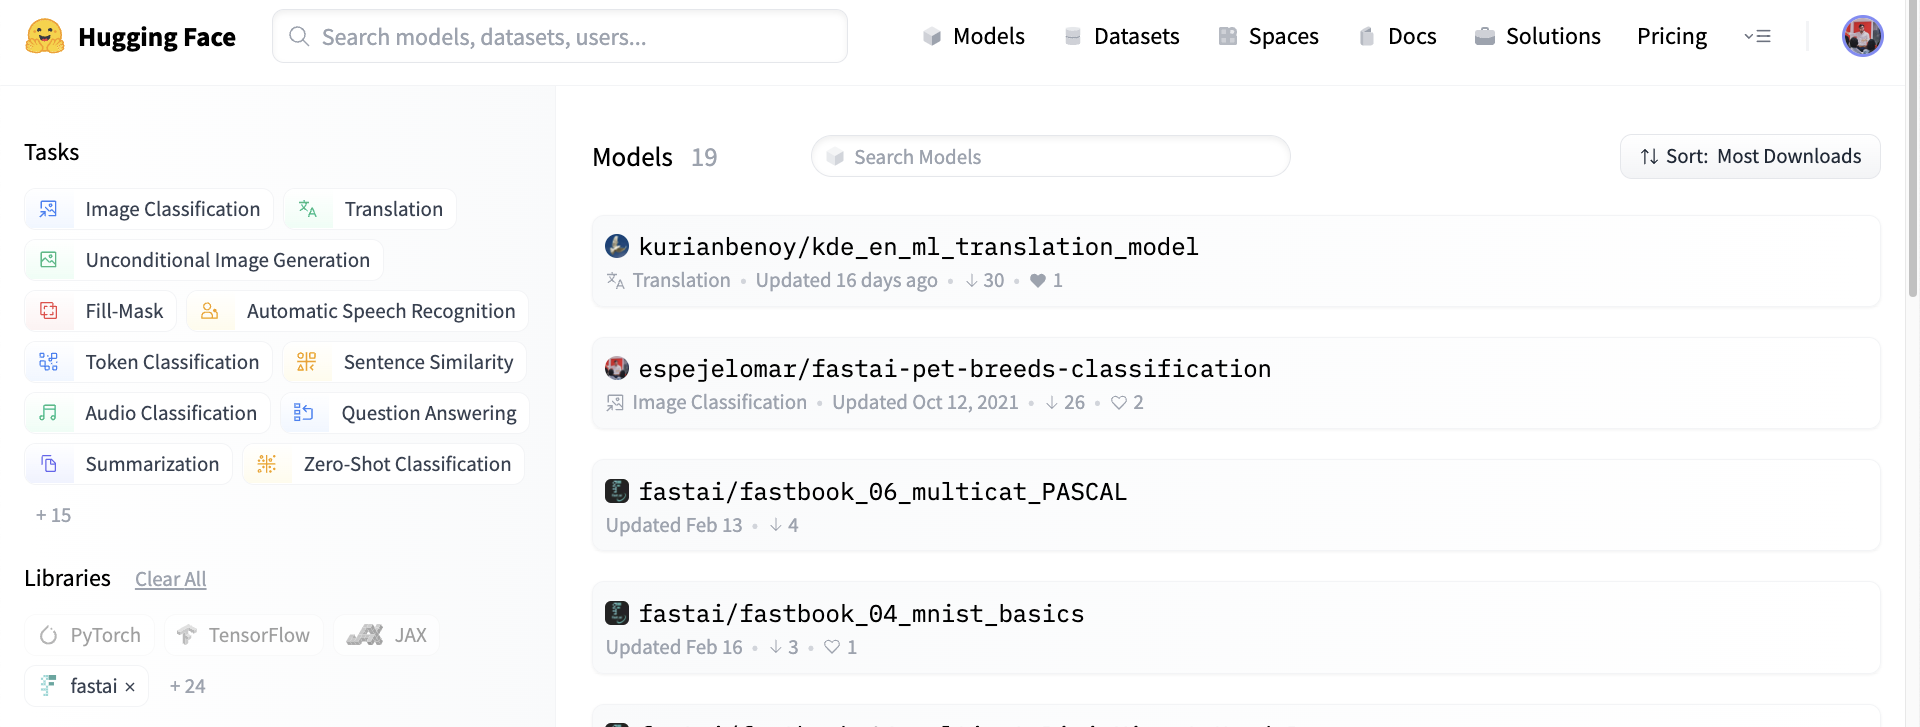 Hugging Face
Search models, datasets, users...
Models
Datasets
Spaces
Docs
Solutions
Pricing
Tasks
Image Classification
Translation
Unconditional Image Generation
Fill-Mask
Automatic Speech Recognition
Token Classification
Sentence Similarity
Audio Classification
Question Answering
Summarization
Zero-Shot Classification
+ 15
Libraries Clear All
PyTorch
TensorFlow
JAX
fastai ×
+ 24
Models 19
Search Models
Sort: Most Downloads
kurianbenoy/kde_en_ml_translation_model
Translation • Updated 16 days ago • ↓ 30 • ♥ 1
espejelomar/fastai-pet-breeds-classification
Image Classification • Updated Oct 12, 2021 • ↓ 26 • ♡ 2
fastai/fastbook_06_multicat_PASCAL
Updated Feb 13 • ↓ 4
fastai/fastbook_04_mnist_basics
Updated Feb 16 • ↓ 3 • ♡ 1